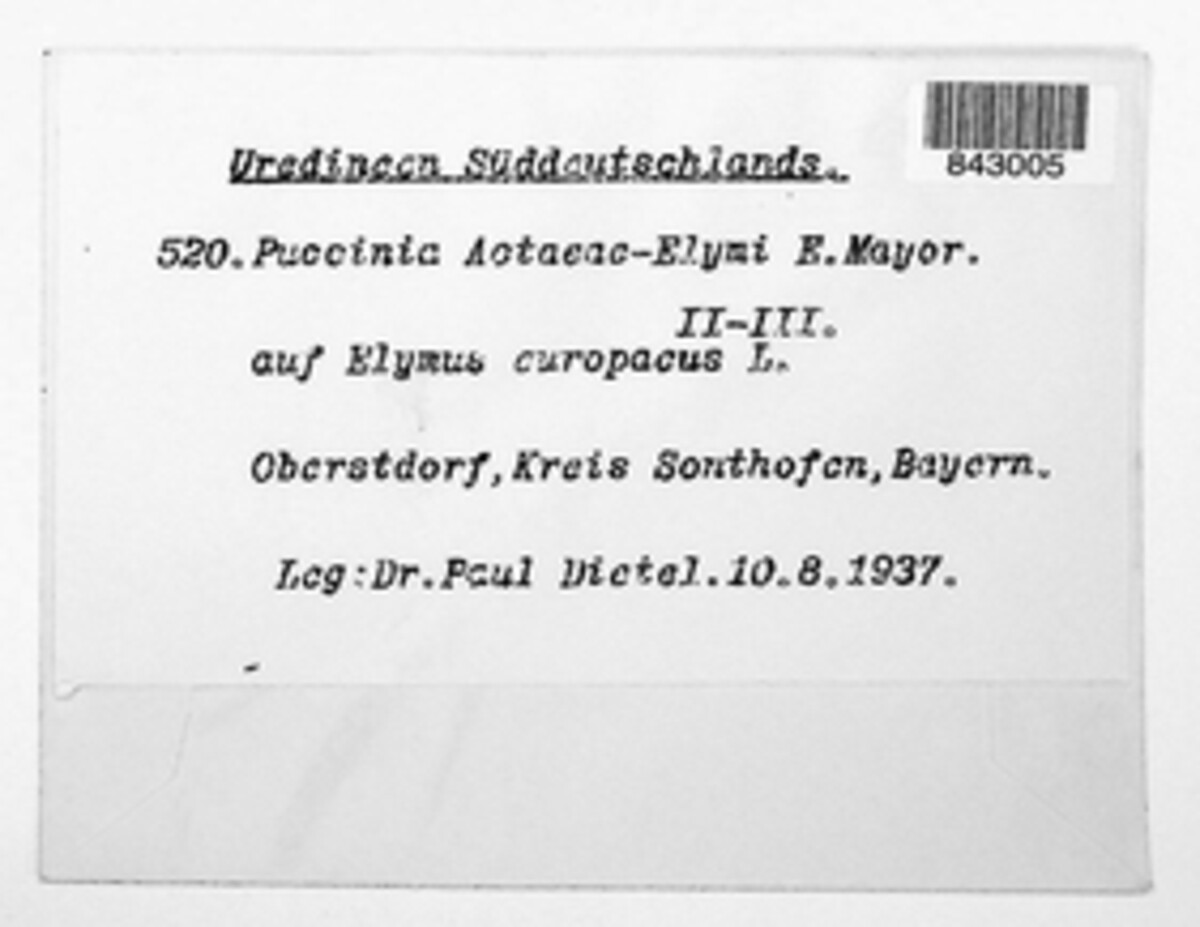 843005
Uredineen Süddeutschlands.
520. Puccinia Actaeae-Elymi E. Mayor.
II-III.
auf Elymus europaeus L.
Oberstdorf, Kreis Sonthofen, Bayern.
Leg: Dr. Paul Dietel. 10.8.1937.